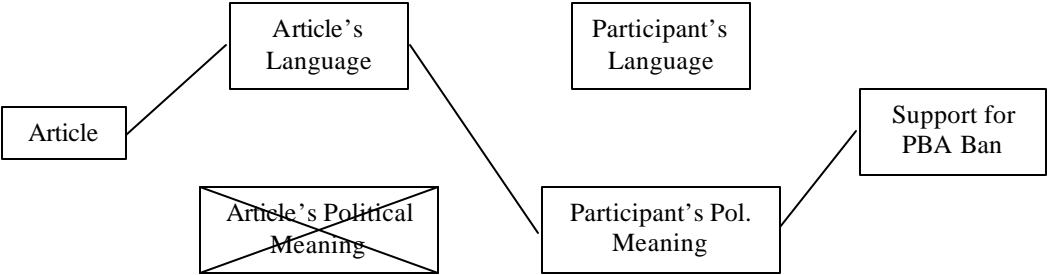 Article's
Language
Participant's
Language
Article
Support for
PBA Ban
Article's Political
Meaning
Participant's Pol.
Meaning